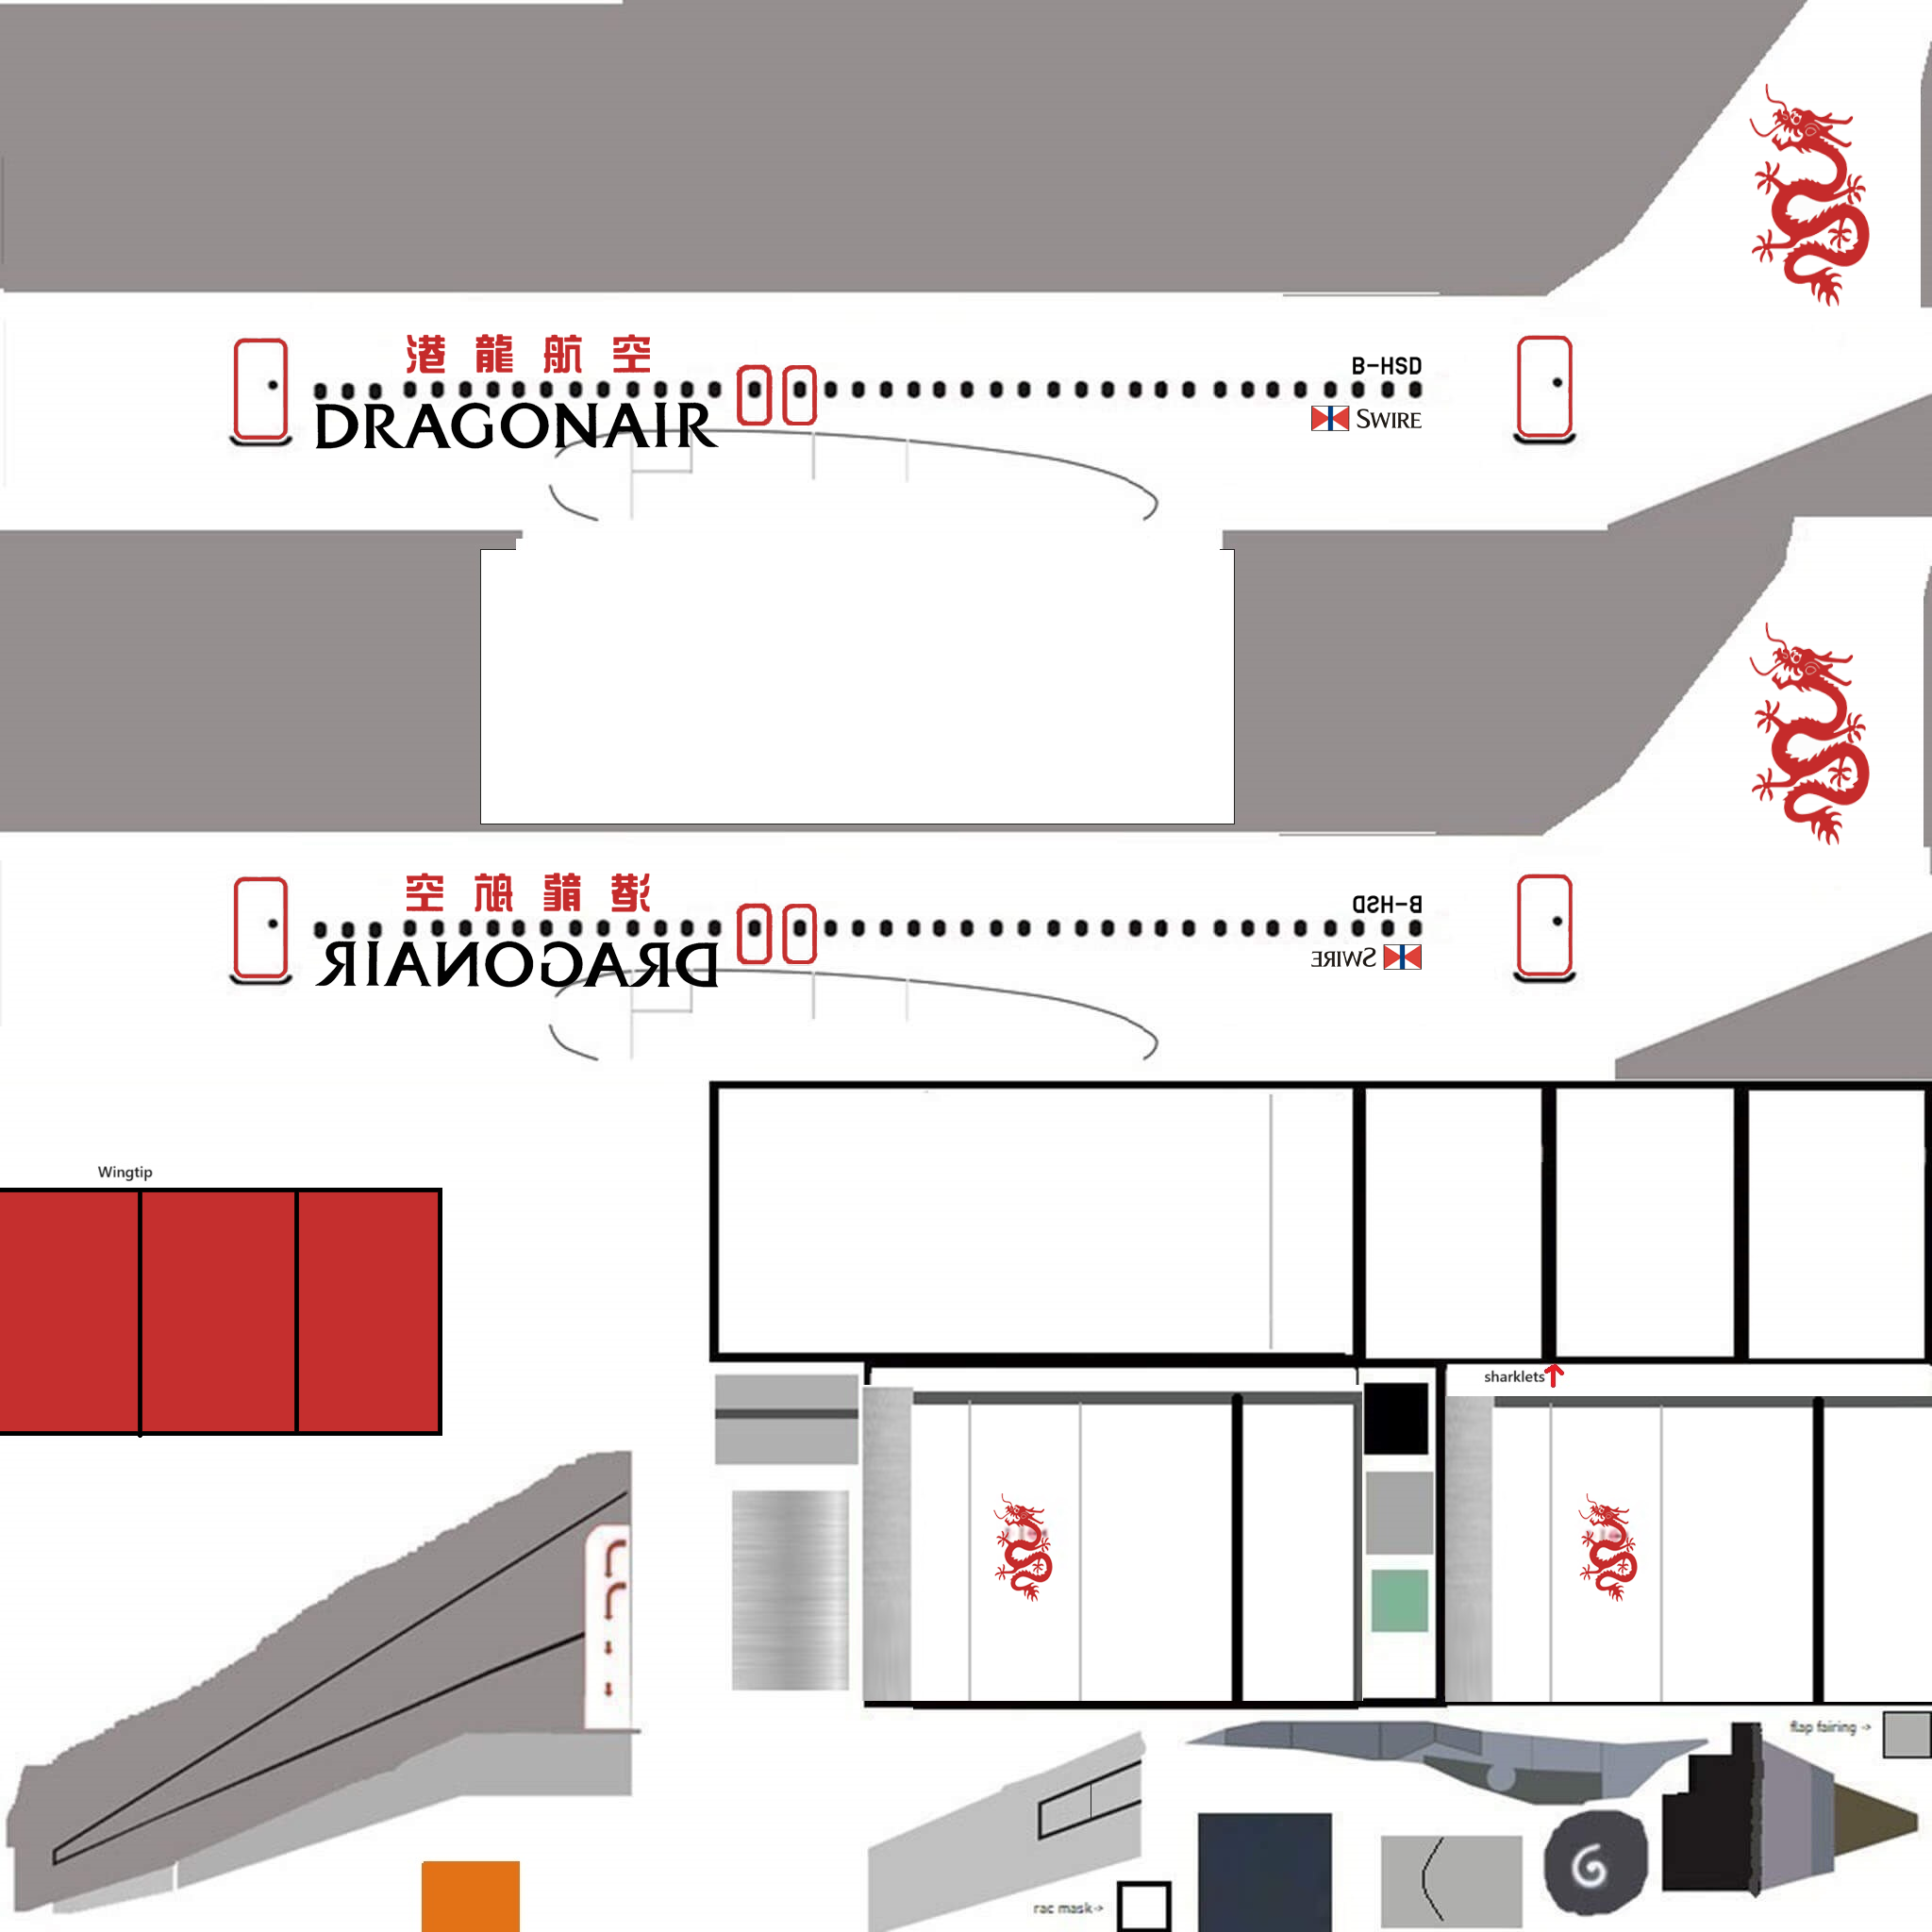 港龍航空
B-HSD
DRAGONAIR
SWIRE
港龍航空
B-HSD
DRAGONAIR
SWIRE
Wingtip
sharklets
flap fairing ->
rac mask->